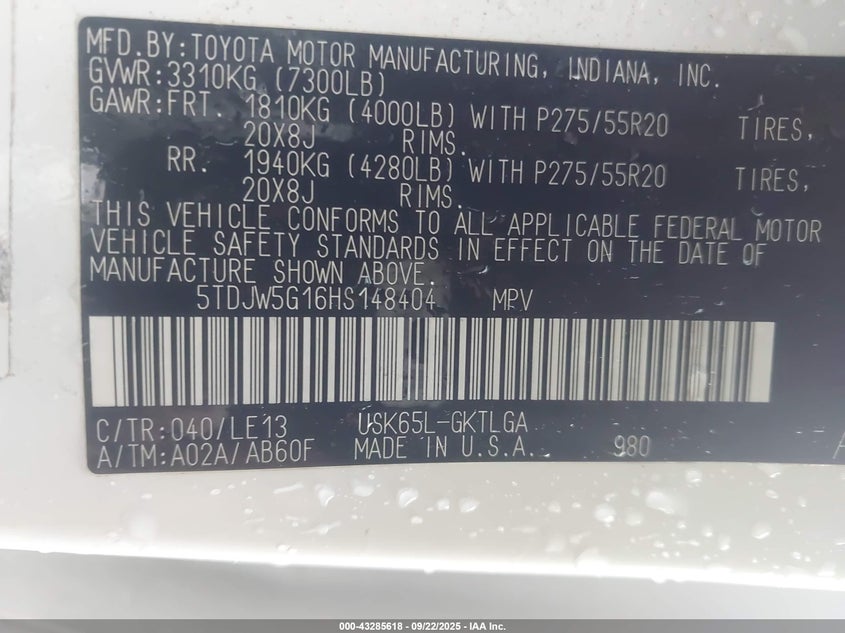 MFD.BY:TOYOTA MOTOR MANUFACTURING, INDIANA, INC.
GVWR:3310KG (7300LB)
GAWR:FRT. 1810KG (4000LB) WITH P275/55R20 TIRES,
20X8J RIMS.
RR. 1940KG (4280LB) WITH P275/55R20 TIRES,
20X8J RIMS.
THIS VEHICLE CONFORMS TO ALL APPLICABLE FEDERAL MOTOR
VEHICLE SAFETY STANDARDS IN EFFECT ON THE DATE OF
MANUFACTURE SHOWN ABOVE.
5TDJW5G16HS148404 MPV
C/TR:040/LE13 USK65L-GKTLGA
A/TM:A02A/AB60F MADE IN U.S.A. 980
000-43285618 - 09/22/2025 - IAA Inc.